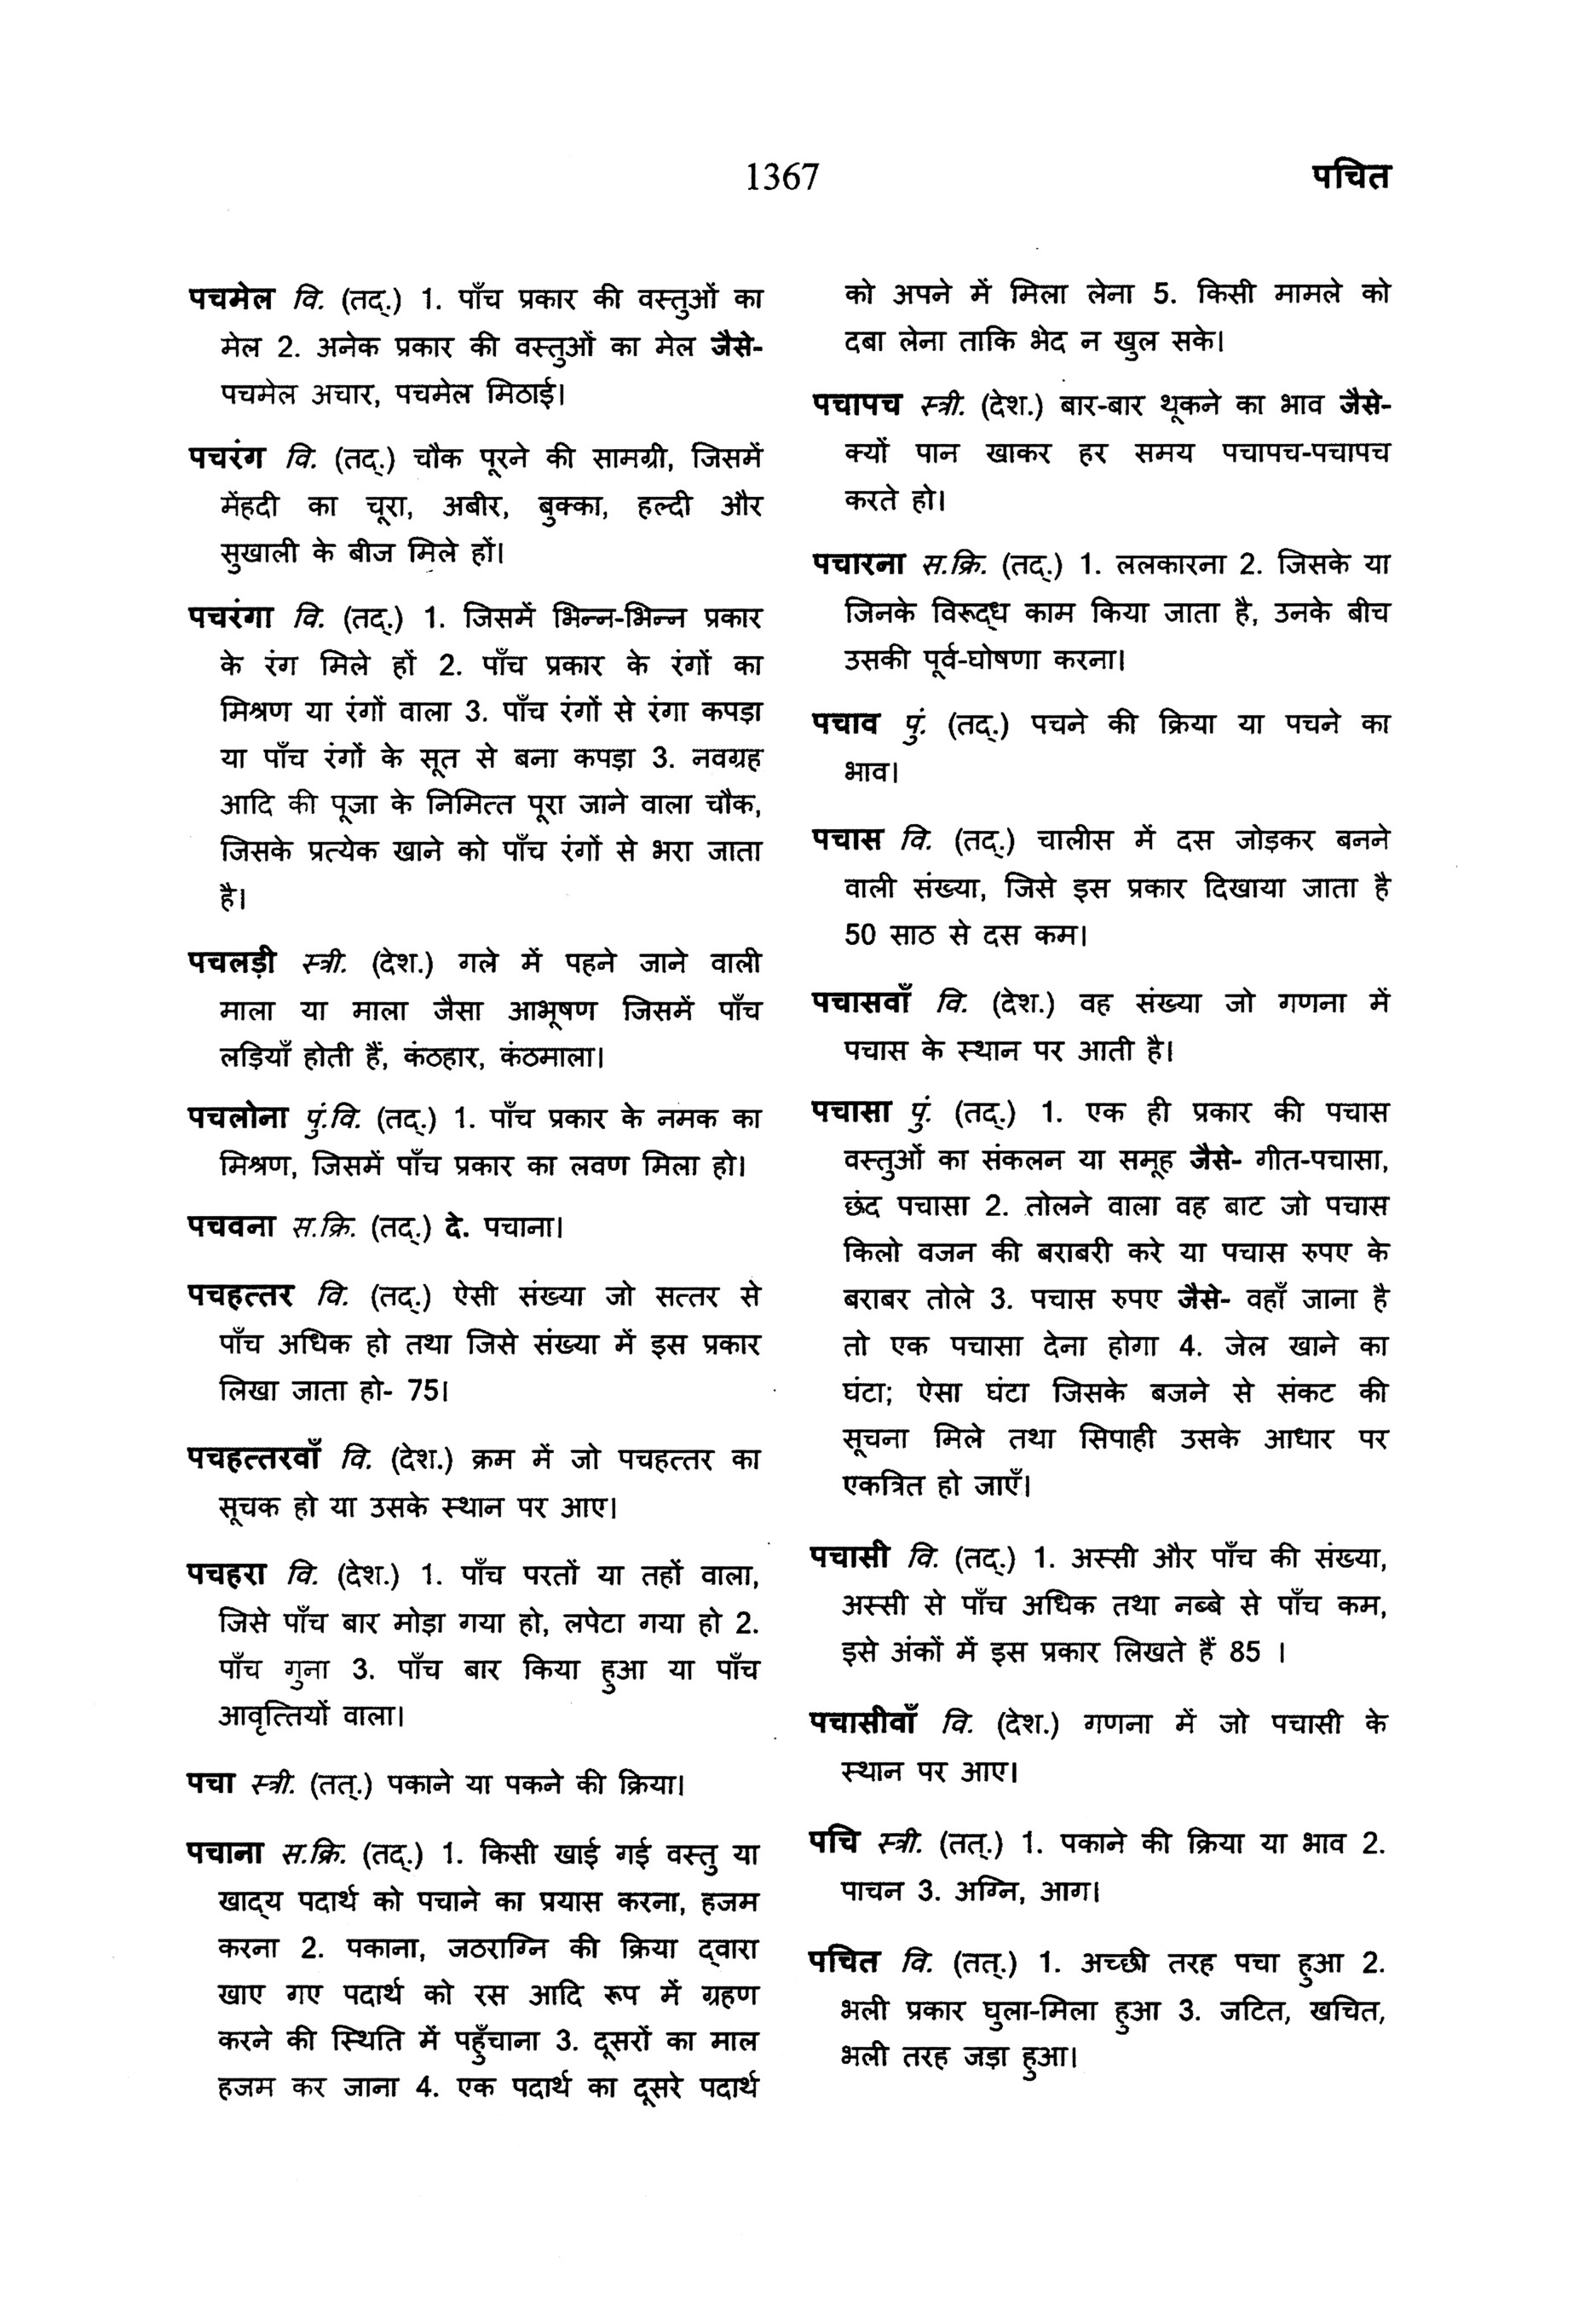 1367
पचित
पचमेल वि. (तद्.) 1. पाँच प्रकार की वस्तुओं का
मेल 2. अनेक प्रकार की वस्तुओं का मेल जैसे-
पचमेल अचार, पचमेल मिठाई।
पचरंग वि. (तद्.) चौक पूरने की सामग्री, जिसमें
मेंहदी का चूरा, अबीर, बुक्का, हल्दी और
सुखाली के बीज मिले हों।
पचरंगा वि. (तद्.) 1. जिसमें भिन्न-भिन्न प्रकार
के रंग मिले हों 2. पाँच प्रकार के रंगों का
मिश्रण या रंगों वाला 3. पाँच रंगों से रंगा कपड़ा
या पाँच रंगों के सूत से बना कपड़ा 3. नवग्रह
आदि की पूजा के निमित्त पूरा जाने वाला चौक,
जिसके प्रत्येक खाने को पाँच रंगों से भरा जाता
है।
पचलड़ी स्त्री. (देश.) गले में पहने जाने वाली
माला या माला जैसा आभूषण जिसमें पाँच
लड़ियाँ होती हैं, कंठहार, कंठमाला।
पचलोना पुं.वि. (तद्.) 1. पाँच प्रकार के नमक का
मिश्रण, जिसमें पाँच प्रकार का लवण मिला हो।
पचवना स.क्रि. (तद्.) दे. पचाना।
पचहत्तर वि. (तद्.) ऐसी संख्या जो सत्तर से
पाँच अधिक हो तथा जिसे संख्या में इस प्रकार
लिखा जाता हो- 75।
पचहत्तरवाँ वि. (देश.) क्रम में जो पचहत्तर का
सूचक हो या उसके स्थान पर आए।
पचहरा वि. (देश.) 1. पाँच परतों या तहों वाला,
जिसे पाँच बार मोड़ा गया हो, लपेटा गया हो 2.
पाँच गुना 3. पाँच बार किया हुआ या पाँच
आवृत्तियों वाला।
पचा स्त्री. (तत्.) पकाने या पकने की क्रिया।
पचाना स.क्रि. (तद्.) 1. किसी खाई गई वस्तु या
खाद्य पदार्थ को पचाने का प्रयास करना, हजम
करना 2. पकाना, जठराग्नि की क्रिया द्वारा
खाए गए पदार्थ को रस आदि रूप में ग्रहण
करने की स्थिति में पहुँचाना 3. दूसरों का माल
हजम कर जाना 4. एक पदार्थ का दूसरे पदार्थ
को अपने में मिला लेना 5. किसी मामले को
दबा लेना ताकि भेद न खुल सके।
पचापच स्त्री. (देश.) बार-बार थूकने का भाव जैसे-
क्यों पान खाकर हर समय पचापच-पचापच
करते हो।
पचारना स.क्रि. (तद्.) 1. ललकारना 2. जिसके या
जिनके विरूद्ध काम किया जाता है, उनके बीच
उसकी पूर्व-घोषणा करना।
पचाव पुं. (तद्.) पचने की क्रिया या पचने का
भाव।
पचास वि. (तद्.) चालीस में दस जोड़कर बनने
वाली संख्या, जिसे इस प्रकार दिखाया जाता है
50 साठ से दस कम।
पचासवाँ वि. (देश.) वह संख्या जो गणना में
पचास के स्थान पर आती है।
पचासा पुं. (तद्.) 1. एक ही प्रकार की पचास
वस्तुओं का संकलन या समूह जैसे- गीत-पचासा,
छंद पचासा 2. तोलने वाला वह बाट जो पचास
किलो वजन की बराबरी करे या पचास रुपए के
बराबर तोले 3. पचास रुपए जैसे- वहाँ जाना है
तो एक पचासा देना होगा 4. जेल खाने का
घंटा; ऐसा घंटा जिसके बजने से संकट की
सूचना मिले तथा सिपाही उसके आधार पर
एकत्रित हो जाएँ।
पचासी वि. (तद्.) 1. अस्सी और पाँच की संख्या,
अस्सी से पाँच अधिक तथा नब्बे से पाँच कम,
इसे अंकों में इस प्रकार लिखते हैं 85 ।
पचासीवाँ वि. (देश.) गणना में जो पचासी के
स्थान पर आए।
पचि स्त्री. (तत्.) 1. पकाने की क्रिया या भाव 2.
पाचन 3. अग्नि, आग।
पचित वि. (तत्.) 1. अच्छी तरह पचा हुआ 2.
भली प्रकार घुला-मिला हुआ 3. जटित, खचित,
भली तरह जड़ा हुआ।